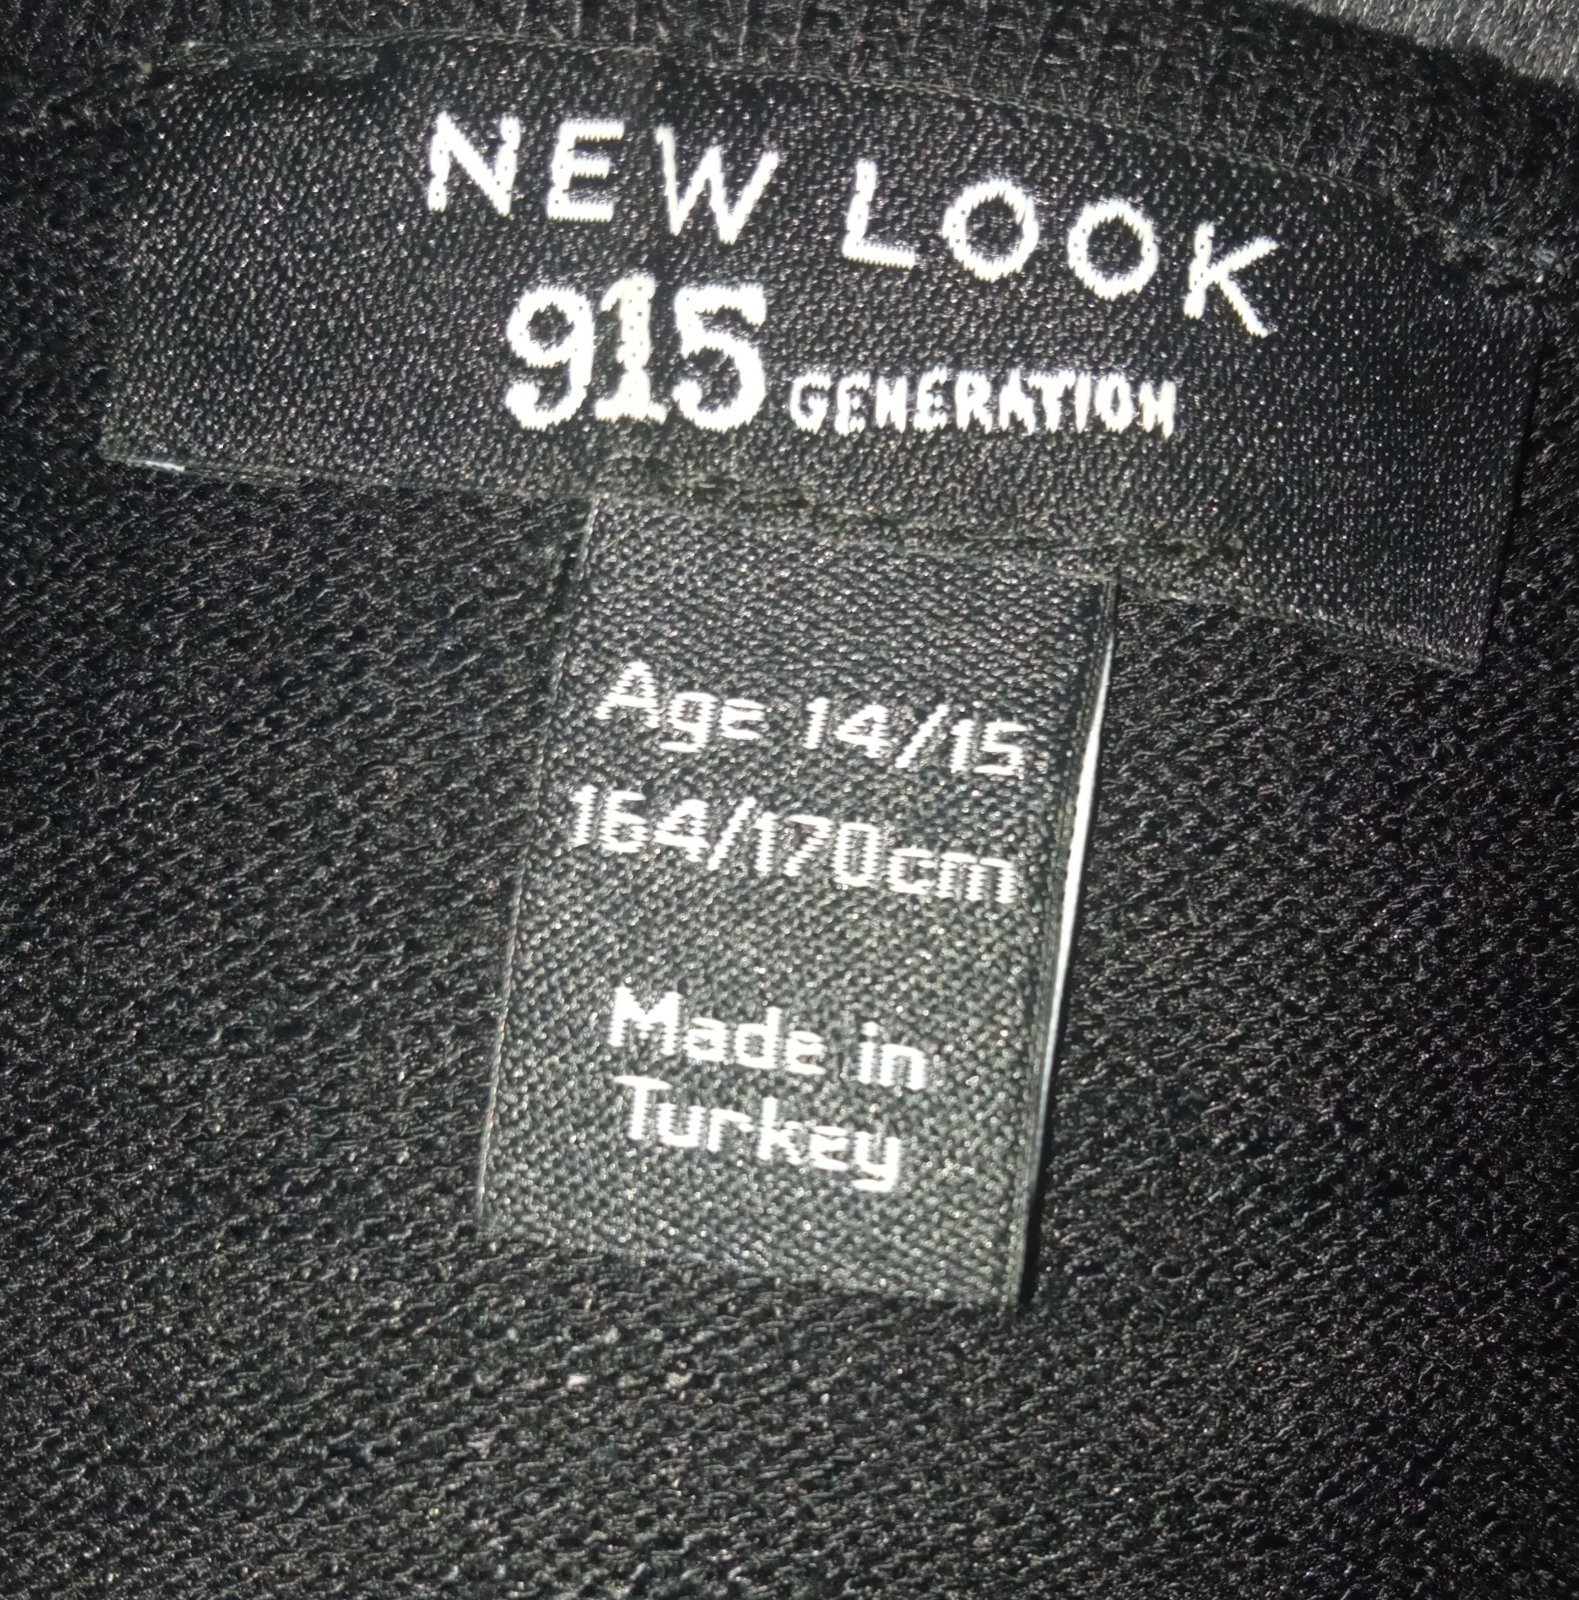 NEW LOOK
915 GENERATION
Age 14/15
164/170cm
Made in
Turkey